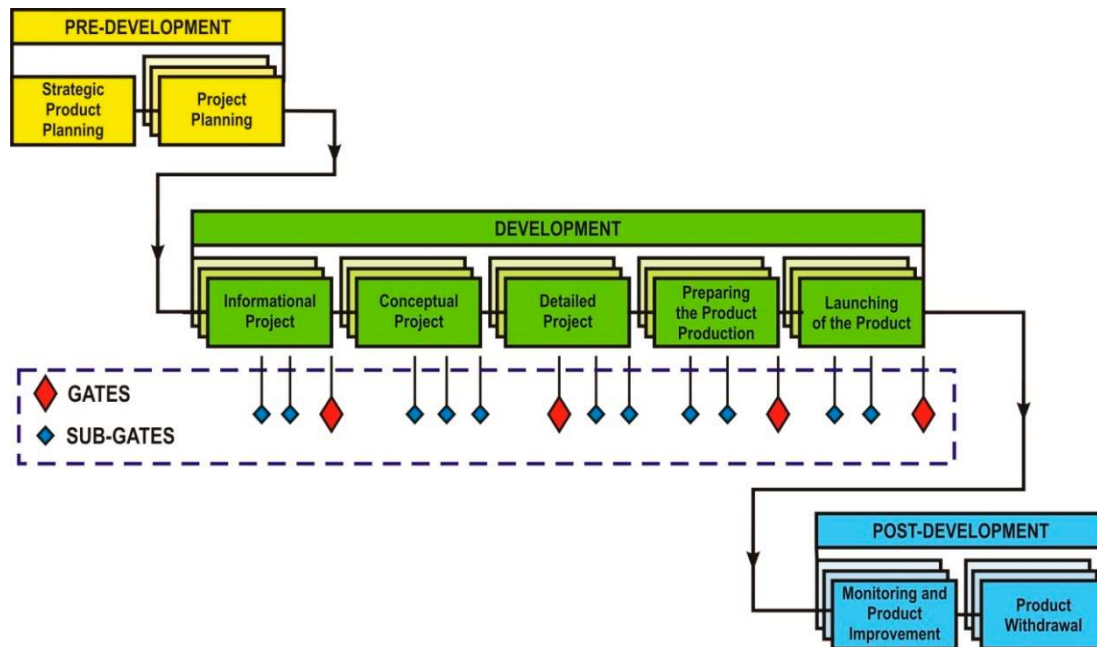 PRE-DEVELOPMENT
Strategic
Product
Planning
Project
Planning
DEVELOPMENT
Informational
Project
Conceptual
Project
Detailed
Project
Preparing
the Product
Production
Launching
of the Product
GATES
SUB-GATES
POST-DEVELOPMENT
Monitoring and
Product
Improvement
Product
Withdrawal